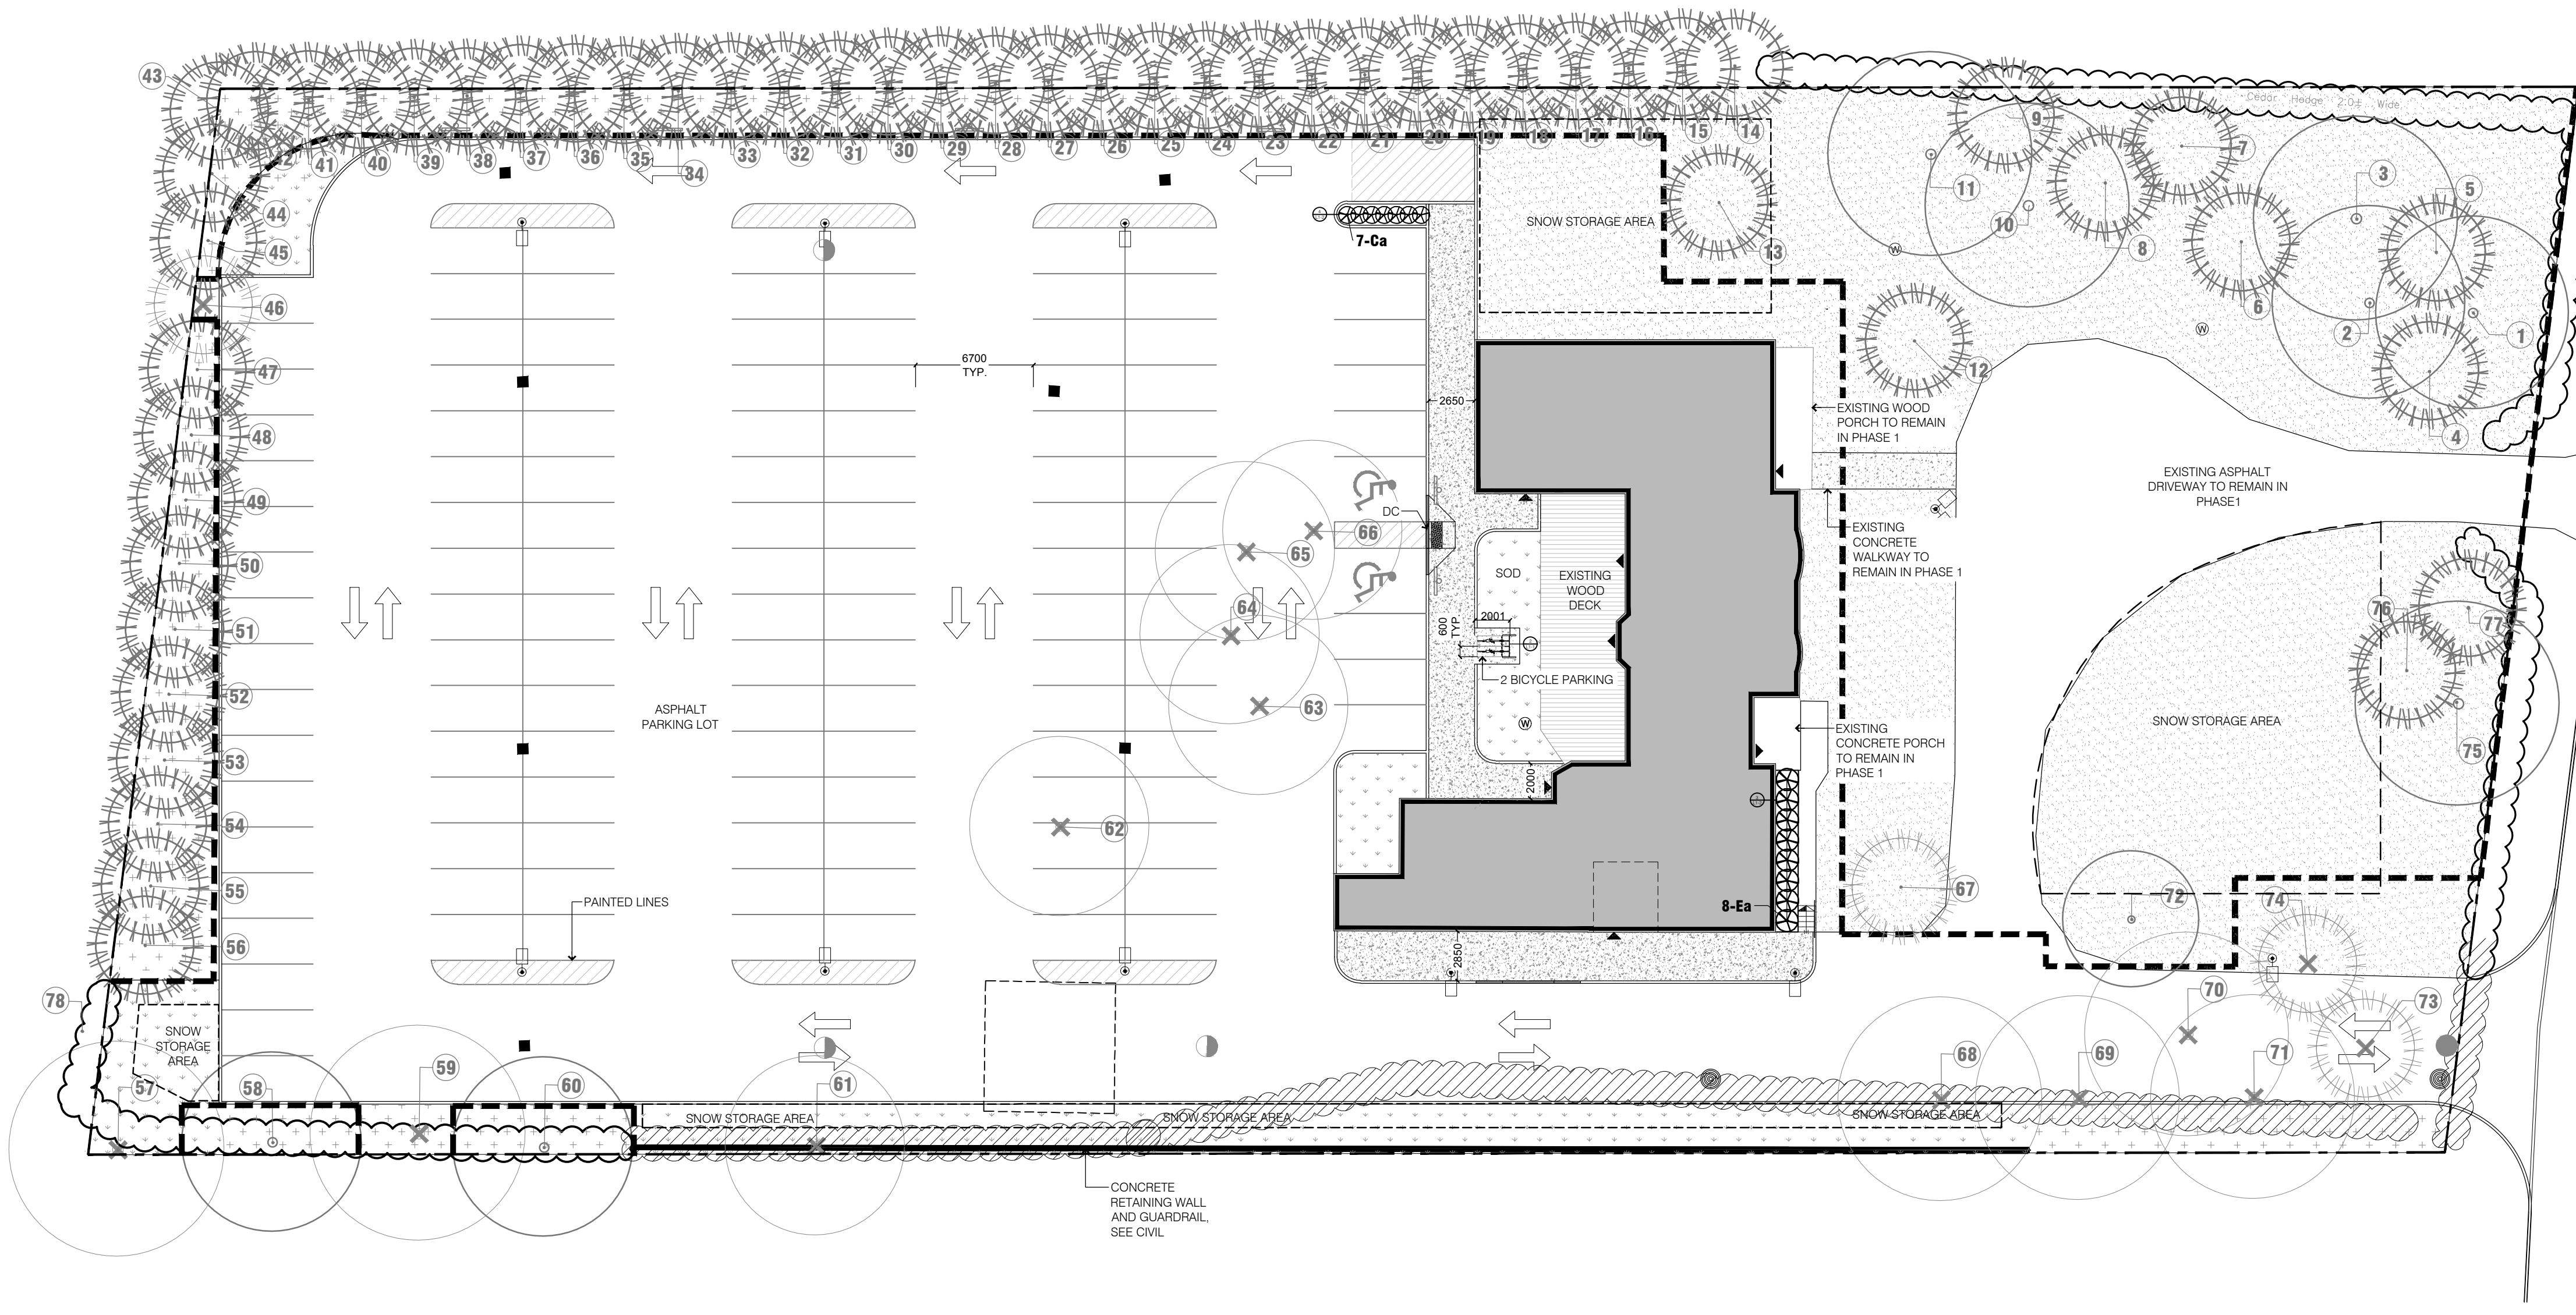 43
42
41
40
39
38
37
36
35
34
33
32
31
30
29
28
27
26
25
24
23
22
21
20
19
18
17
16
15
14
Cedar Hedge 2.0± Wide
9
7
3
5
11
10
8
13
6
2
1
12
4
44
45
46
47
48
49
50
51
52
53
54
55
56
SNOW STORAGE AREA
7-Ca
W
W
6700
TYP.
2650
EXISTING WOOD
PORCH TO REMAIN
IN PHASE 1
EXISTING ASPHALT
DRIVEWAY TO REMAIN IN
PHASE1
DC
66
65
64
63
62
EXISTING
CONCRETE
WALKWAY TO
REMAIN IN PHASE 1
SOD
EXISTING
WOOD
DECK
2001
600
TYP.
2 BICYCLE PARKING
W
ASPHALT
PARKING LOT
2000
EXISTING
CONCRETE PORCH
TO REMAIN IN
PHASE 1
SNOW STORAGE AREA
76
77
75
PAINTED LINES
8-Ea
67
72
74
2850
70
73
78
SNOW
STORAGE
AREA
57
58
59
60
61
68
69
71
SNOW STORAGE AREA
SNOW STORAGE AREA
SNOW STORAGE AREA
CONCRETE
RETAINING WALL
AND GUARDRAIL,
SEE CIVIL